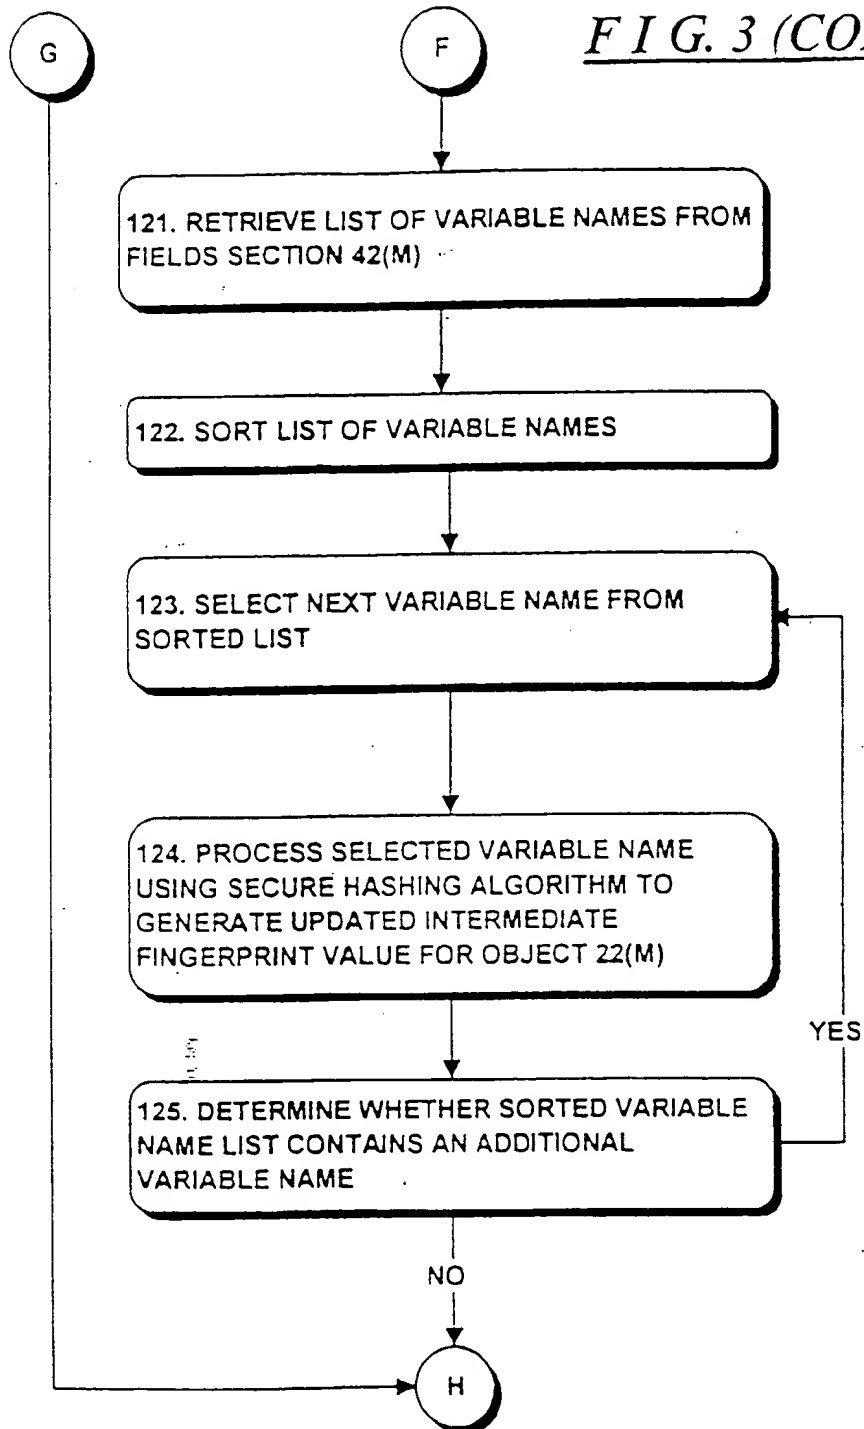 G
F
F I G. 3 (CO
121. RETRIEVE LIST OF VARIABLE NAMES FROM
FIELDS SECTION 42(M)
122. SORT LIST OF VARIABLE NAMES
123. SELECT NEXT VARIABLE NAME FROM
SORTED LIST
124. PROCESS SELECTED VARIABLE NAME
USING SECURE HASHING ALGORITHM TO
GENERATE UPDATED INTERMEDIATE
FINGERPRINT VALUE FOR OBJECT 22(M)
YES
125. DETERMINE WHETHER SORTED VARIABLE
NAME LIST CONTAINS AN ADDITIONAL
VARIABLE NAME
NO
H